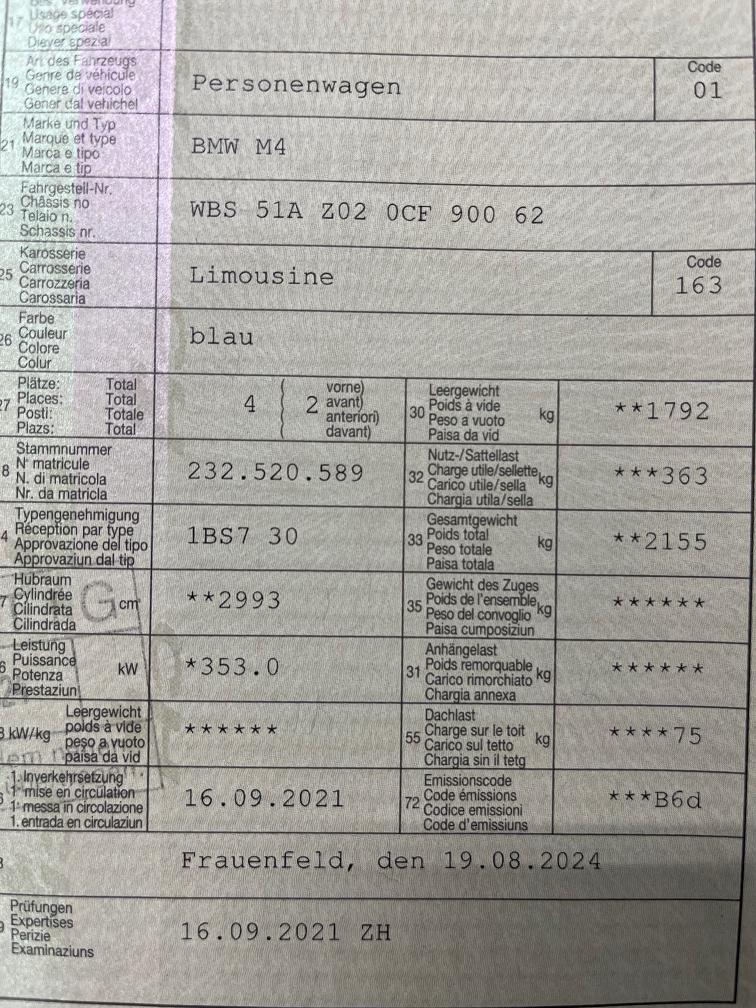 17 Usage spécial
Uso speciale
Diever spezial
Art des Fahrzeugs
19 Genre de véhicule
Genere di veicolo
Gener dal vehichel
Personenwagen
Code
01
Marke und Typ
21 Marque et type
Marca e tipo
Marca e tip
BMW M4
Fahrgestell-Nr.
23 Châssis no
Telaio n.
Schassis nr.
WBS 51A Z02 0CF 900 62
Karosserie
25 Carrosserie
Carrozzeria
Carossaria
Limousine
Code
163
Farbe
26 Couleur
Colore
Colur
blau
Plätze: Total
27 Places: Total
Posti: Totale
Plazs: Total
4
2
vorne)
avant)
anteriori)
davant)
Leergewicht
30 Poids à vide kg
Peso a vuoto
Paisa da vid
**1792
Stammnummer
8 N° matricule
N. di matricola
Nr. da matricla
232.520.589
Nutz-/Sattellast
32 Charge utile/sellette kg
Carico utile/sella
Chargia utila/sella
***363
Typengenehmigung
4 Réception par type
Approvazione del tipo
Approvaziun dal tip
1BS7 30
Gesamtgewicht
33 Poids total kg
Peso totale
Paisa totala
**2155
Hubraum
7 Cylindrée
Cilindrata
Cilindrada
cm³
**2993
Gewicht des Zuges
35 Poids de l'ensemble kg
Peso del convoglio
Paisa cumposiziun
******
Leistung
6 Puissance kW
Potenza
Prestaziun
*353.0
Anhängelast
31 Poids remorquable kg
Carico rimorchiato
Chargia annexa
******
Leergewicht
kW/kg poids à vide
peso a vuoto
paisa da vid
******
Dachlast
55 Charge sur le toit kg
Carico sul tetto
Chargia sin il tetg
****75
1. Inverkehrsetzung
1re mise en circulation
1a messa in circolazione
1. entrada en circulaziun
16.09.2021
Emissionscode
72 Code émissions
Codice emissioni
Code d'emissiuns
***B6d
Frauenfeld, den 19.08.2024
Prüfungen
Expertises
Perizie
Examinaziuns
16.09.2021 ZH